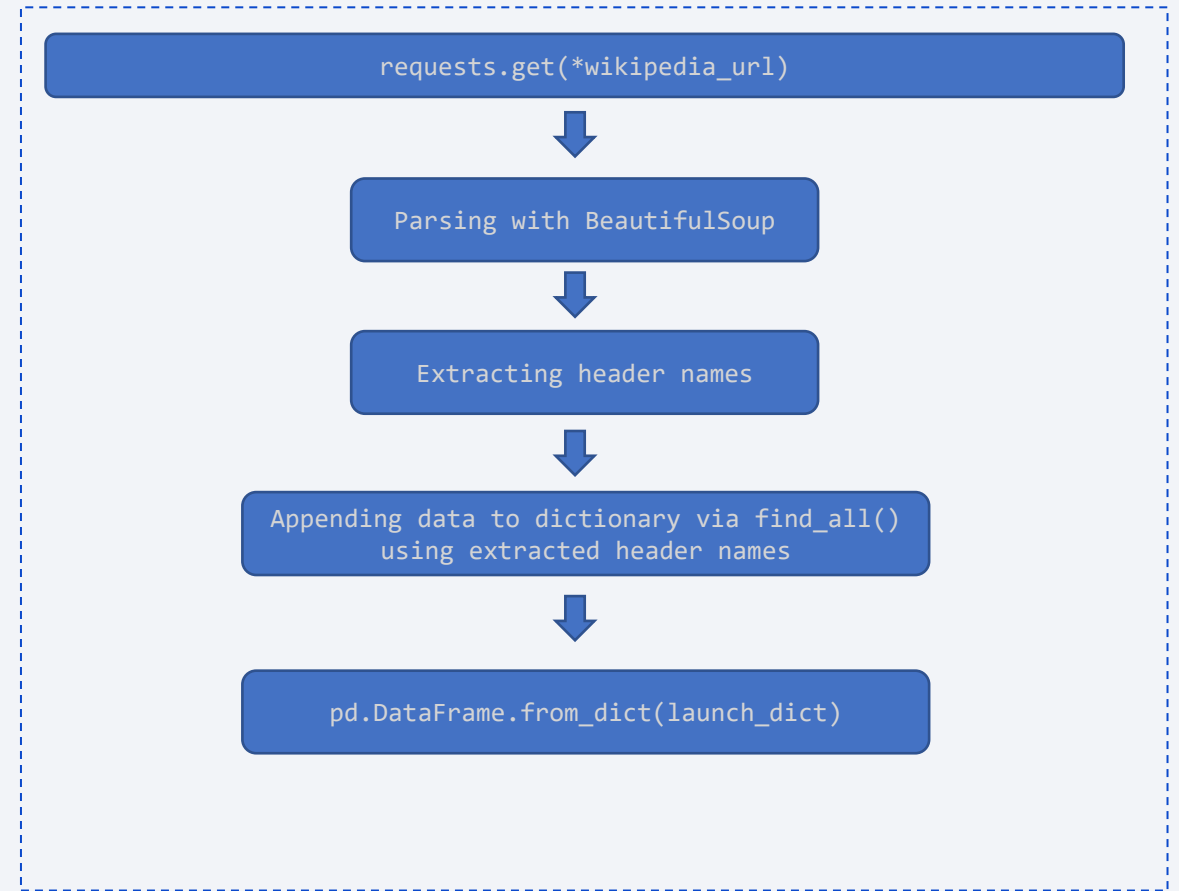 requests.get(*wikipedia_url)
Parsing with BeautifulSoup
Extracting header names
Appending data to dictionary via find_all()
using extracted header names
pd.DataFrame.from_dict(launch_dict)